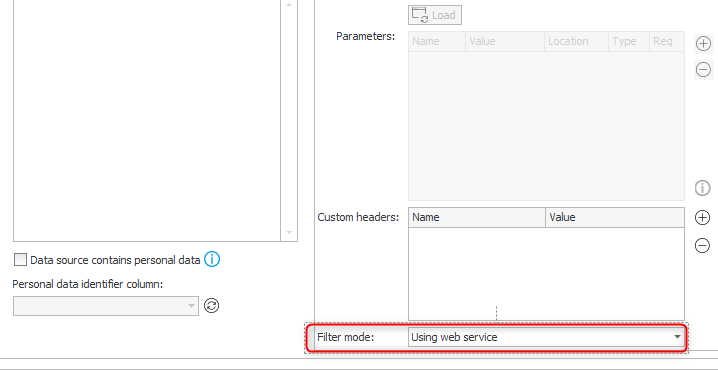 Load
Parameters:
Name Value Location Type Req
Custom headers:
Name Value
Data source contains personal data
Personal data identifier column:
Filter mode: Using web service